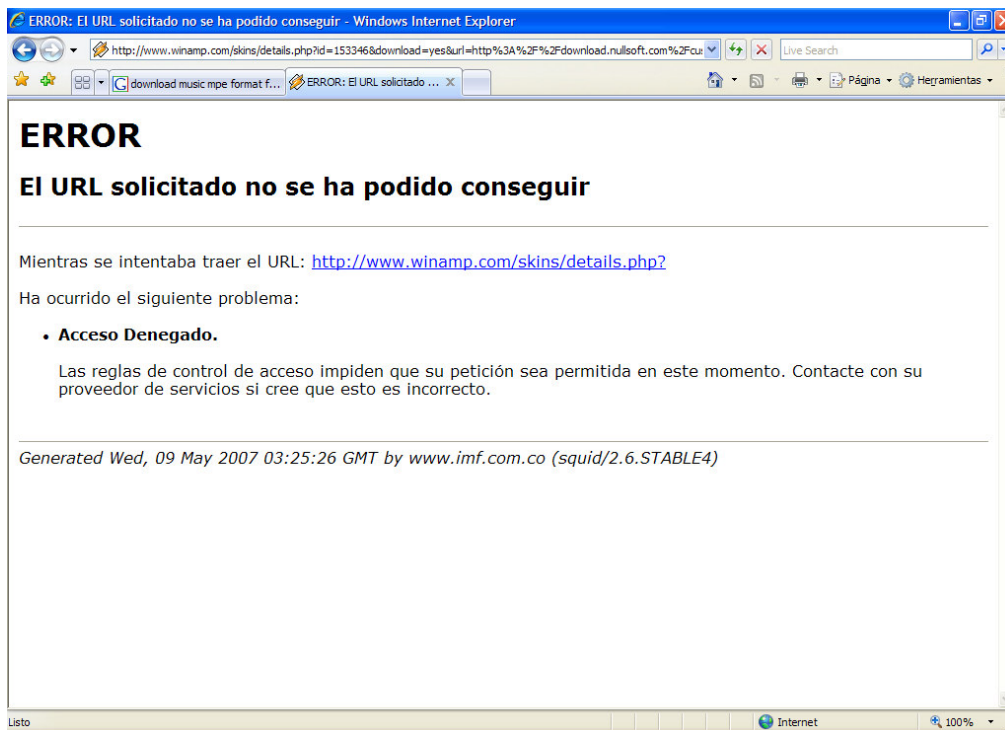 ERROR: El URL solicitado no se ha podido conseguir - Windows Internet Explorer
http://www.winamp.com/skins/details.php?id=153346&download=yes&url=http%3A%2F%2Fdownload.nullsoft.com%2Fcu
Live Search
download music mpe format f...
ERROR: El URL solicitado ...
Página
Herramientas
ERROR
El URL solicitado no se ha podido conseguir
Mientras se intentaba traer el URL: http://www.winamp.com/skins/details.php?
Ha ocurrido el siguiente problema:
• Acceso Denegado.
Las reglas de control de acceso impiden que su petición sea permitida en este momento. Contacte con su
proveedor de servicios si cree que esto es incorrecto.
Generated Wed, 09 May 2007 03:25:26 GMT by www.imf.com.co (squid/2.6.STABLE4)
Listo
Internet
100%